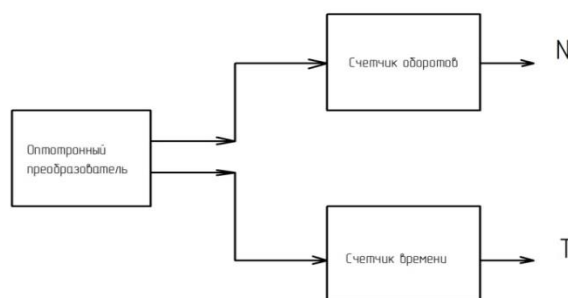 Счетчик оборотов
N
Оптотронный
преобразователь
Счетчик времени
T